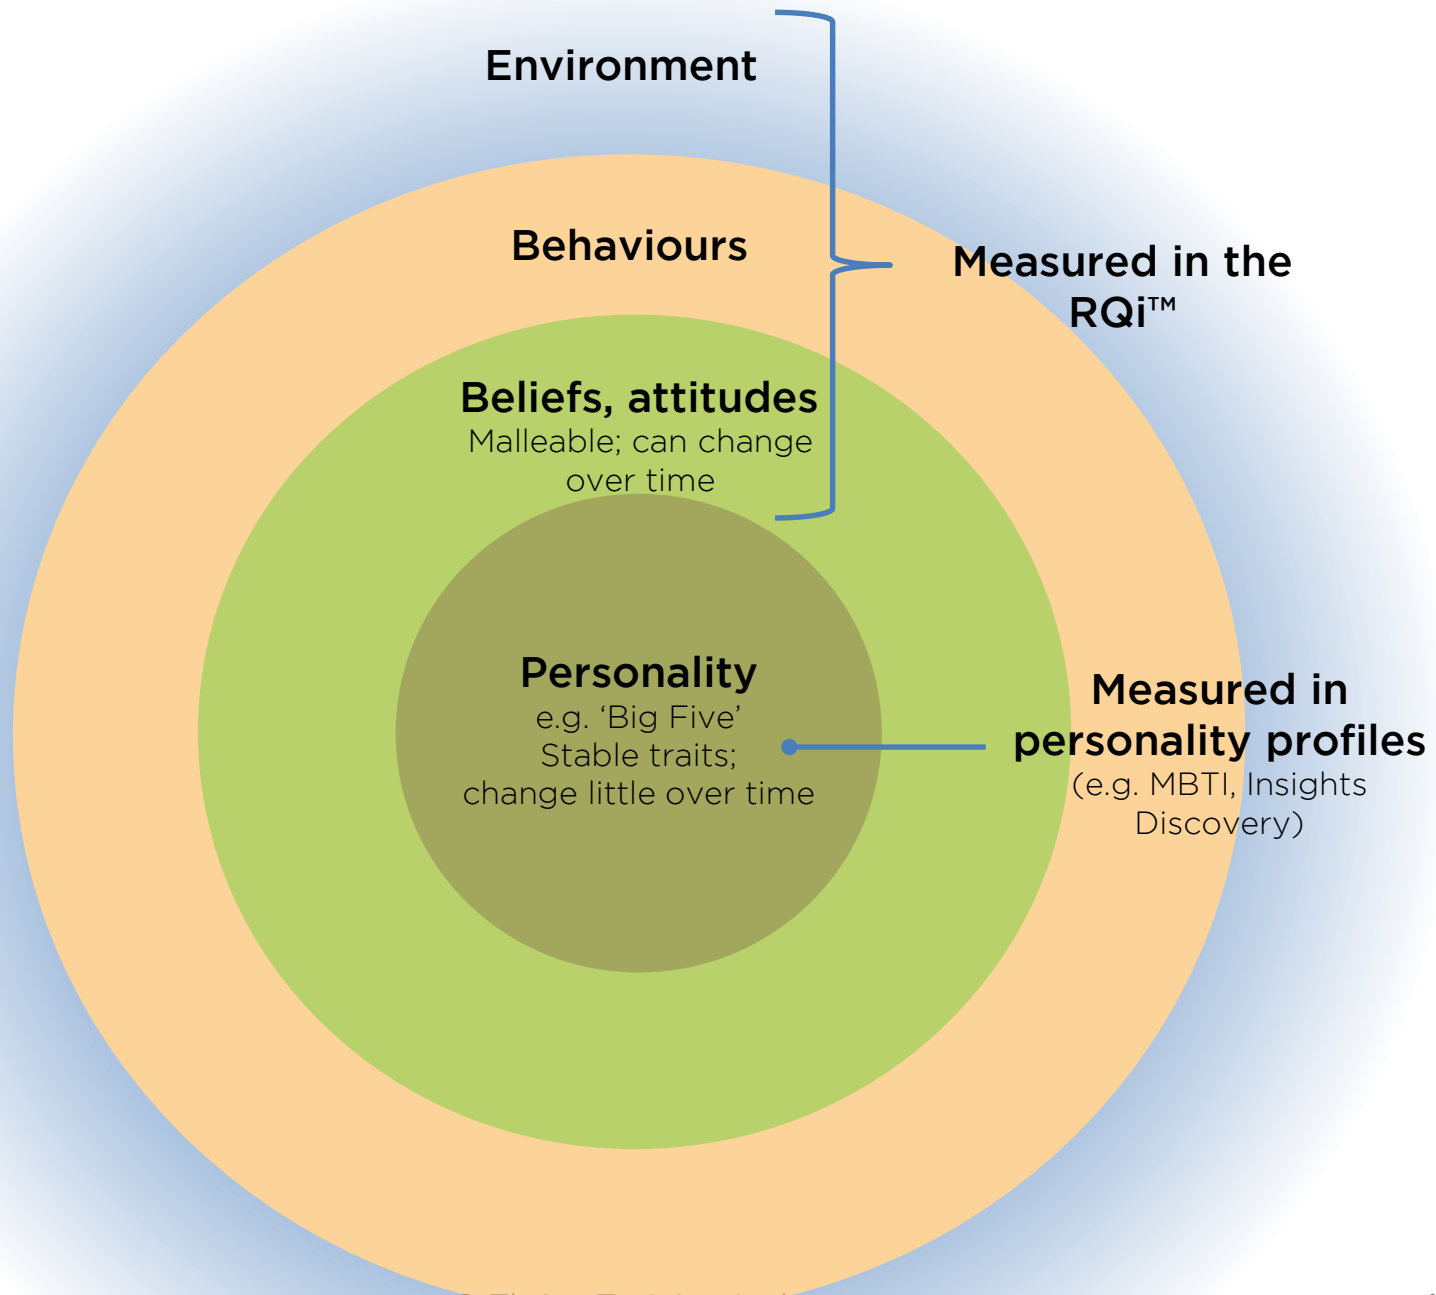 Environment
Behaviours
Measured in the
RQi™
Beliefs, attitudes
Malleable; can change
over time
Personality
e.g. ‘Big Five’
Stable traits;
change little over time
Measured in
personality profiles
(e.g. MBTI, Insights
Discovery)